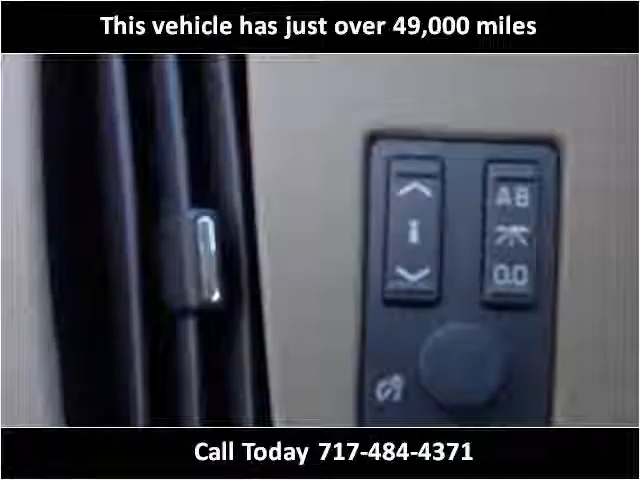 This vehicle has just over 49,000 miles
i
AB
0.0
Call Today 717-484-4371